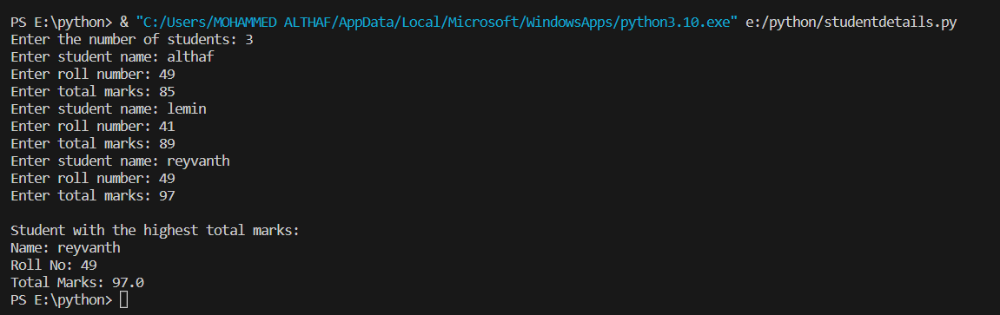 PS E:\python> & "C:/Users/MOHAMMED ALTHAF/AppData/Local/Microsoft/WindowsApps/python3.10.exe" e:/python/studentdetails.py
Enter the number of students: 3
Enter student name: althaf
Enter roll number: 49
Enter total marks: 85
Enter student name: lemin
Enter roll number: 41
Enter total marks: 89
Enter student name: reyvanth
Enter roll number: 49
Enter total marks: 97

Student with the highest total marks:
Name: reyvanth
Roll No: 49
Total Marks: 97.0
PS E:\python>